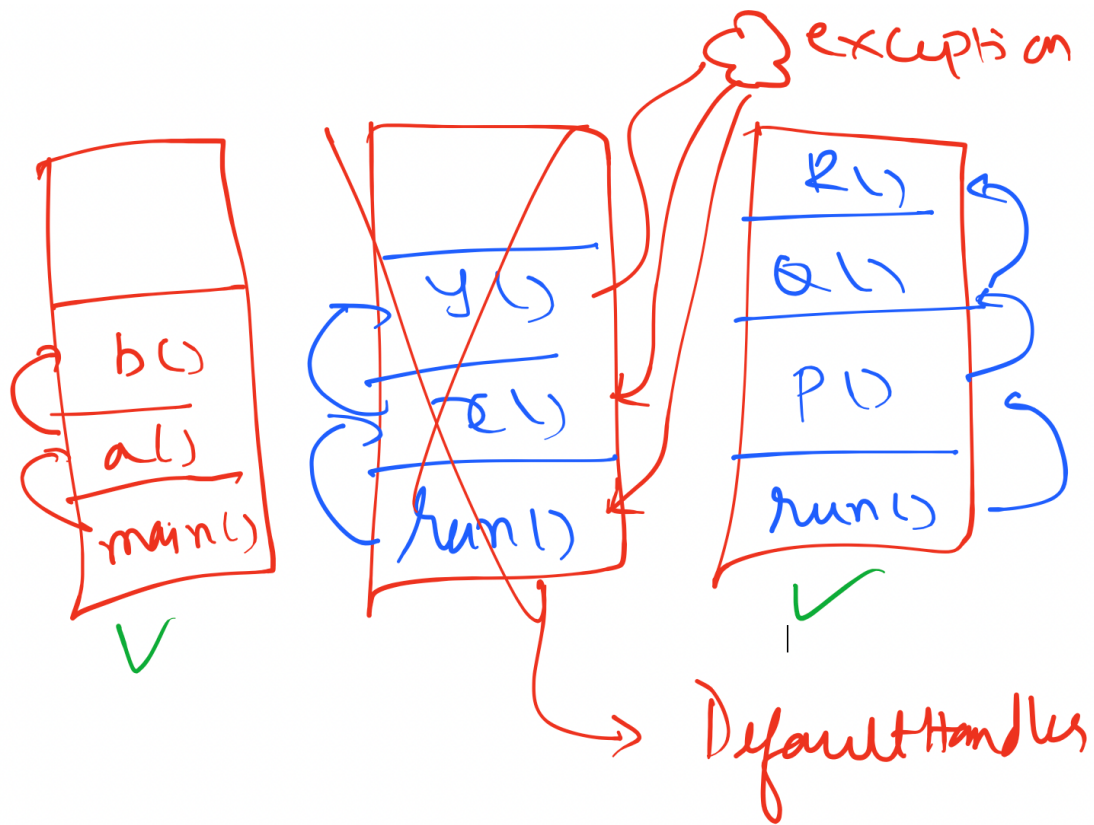 exception
b()
a()
main()
y()
x()
run()
R()
Q()
P()
run()
DefaultHandler